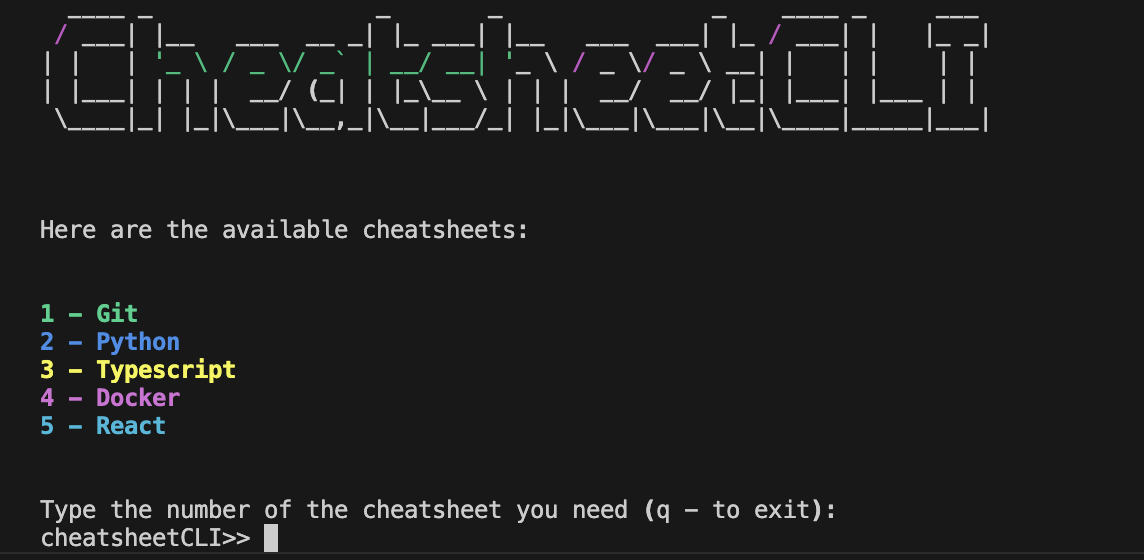 CheatsheetCLI
Here are the available cheatsheets:
1 - Git
2 - Python
3 - Typescript
4 - Docker
5 - React
Type the number of the cheatsheet you need (q - to exit):
cheatsheetCLI>>